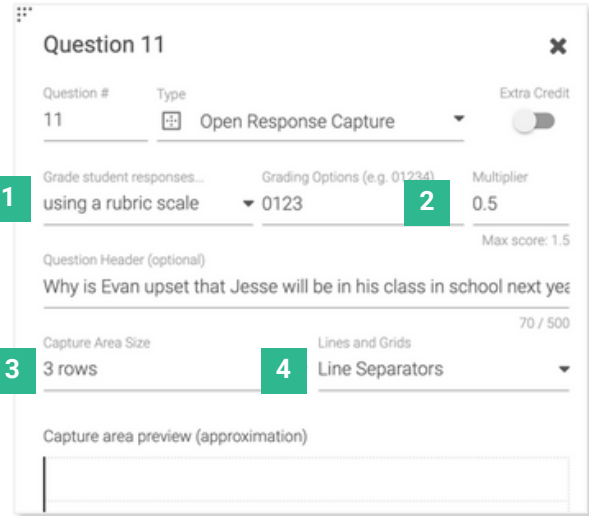 Question 11
Question # Type Extra Credit
11 Open Response Capture
Grade student responses... Grading Options (e.g. 01234) Multiplier
1 using a rubric scale 0123 2 0.5
Max score: 1.5
Question Header (optional)
Why is Evan upset that Jesse will be in his class in school next yea
70 / 500
Capture Area Size Lines and Grids
3 3 rows 4 Line Separators
Capture area preview (approximation)